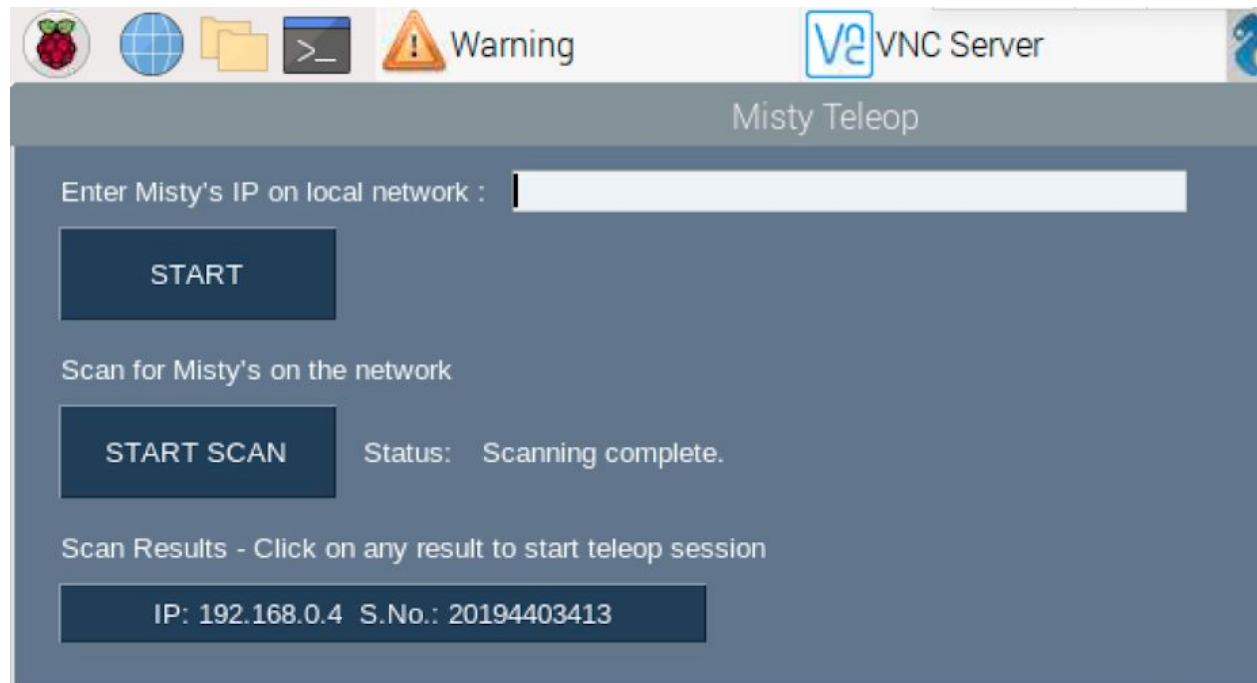 Warning
VNC Server
Misty Teleop
Enter Misty's IP on local network :
START
Scan for Misty's on the network
START SCAN
Status: Scanning complete.
Scan Results - Click on any result to start teleop session
IP: 192.168.0.4 S.No.: 20194403413